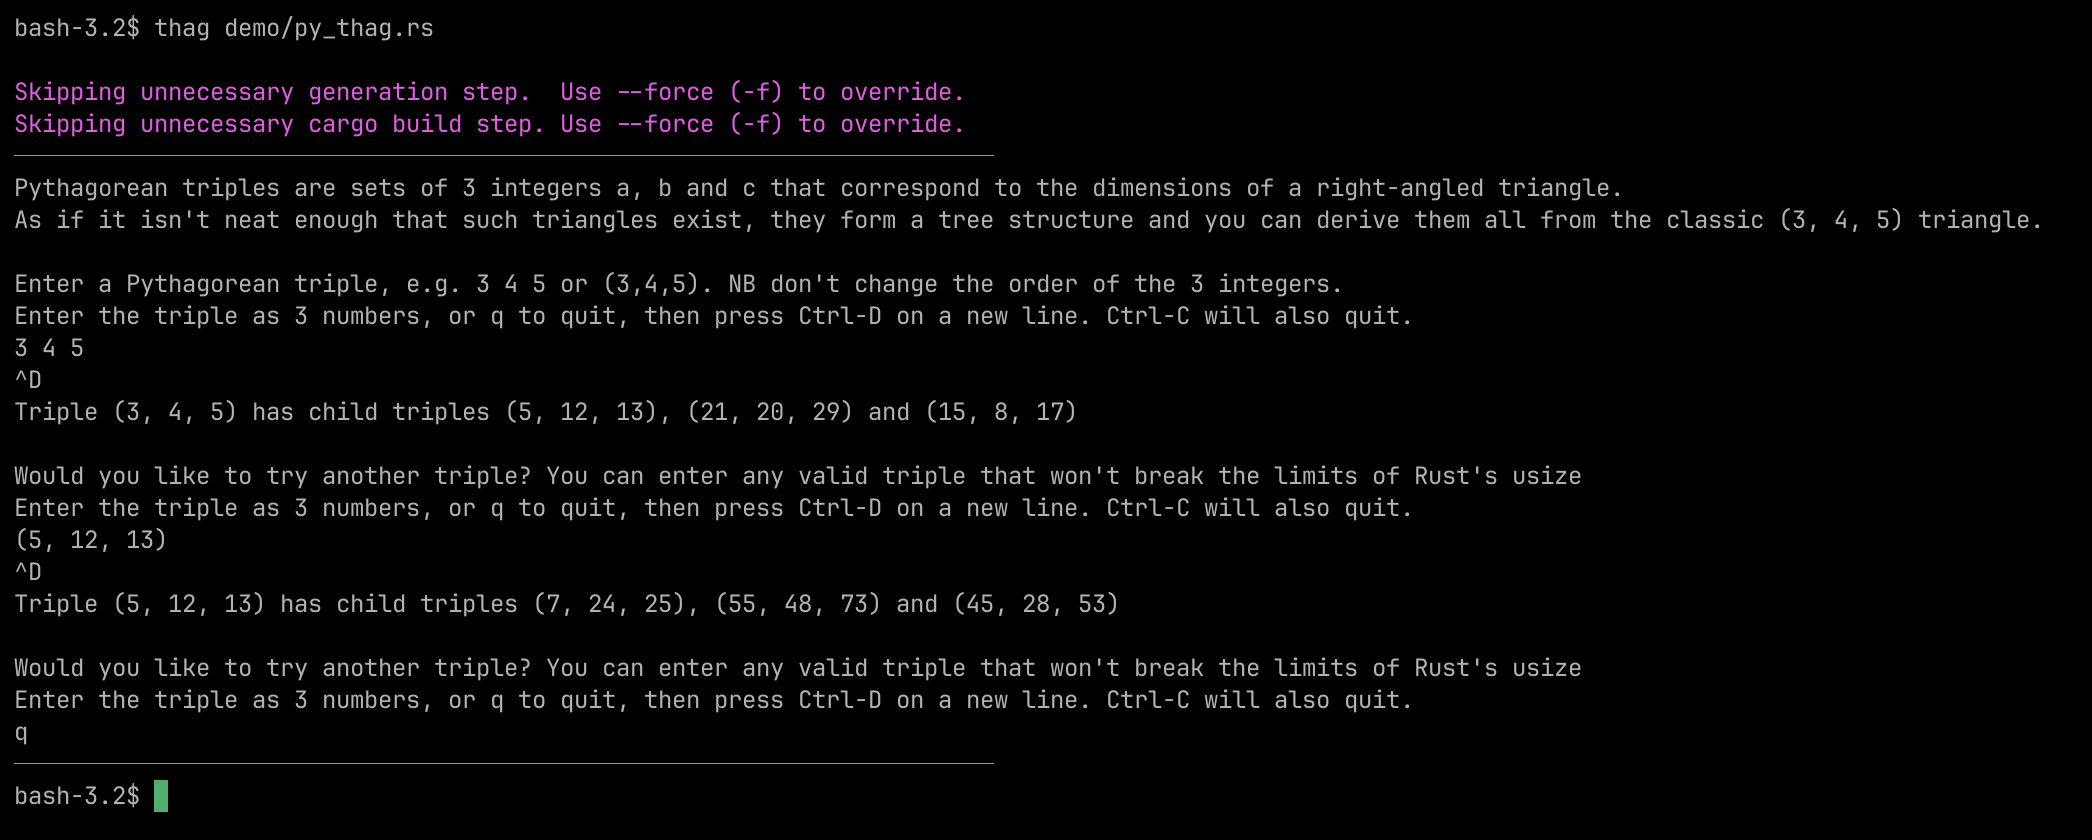 bash-3.2$ thag demo/py_thag.rs
Skipping unnecessary generation step.  Use --force (-f) to override.
Skipping unnecessary cargo build step. Use --force (-f) to override.
Pythagorean triples are sets of 3 integers a, b and c that correspond to the dimensions of a right-angled triangle.
As if it isn't neat enough that such triangles exist, they form a tree structure and you can derive them all from the classic (3, 4, 5) triangle.
Enter a Pythagorean triple, e.g. 3 4 5 or (3,4,5). NB don't change the order of the 3 integers.
Enter the triple as 3 numbers, or q to quit, then press Ctrl-D on a new line. Ctrl-C will also quit.
3 4 5
^D
Triple (3, 4, 5) has child triples (5, 12, 13), (21, 20, 29) and (15, 8, 17)
Would you like to try another triple? You can enter any valid triple that won't break the limits of Rust's usize
Enter the triple as 3 numbers, or q to quit, then press Ctrl-D on a new line. Ctrl-C will also quit.
(5, 12, 13)
^D
Triple (5, 12, 13) has child triples (7, 24, 25), (55, 48, 73) and (45, 28, 53)
Would you like to try another triple? You can enter any valid triple that won't break the limits of Rust's usize
Enter the triple as 3 numbers, or q to quit, then press Ctrl-D on a new line. Ctrl-C will also quit.
q
bash-3.2$